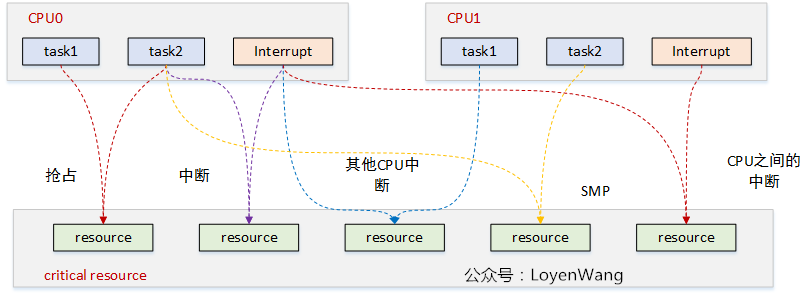 CPU0
CPU1
task1
task2
Interrupt
task1
task2
Interrupt
抢占
中断
其他CPU中
断
SMP
CPU之间的
中断
resource
resource
resource
resource
resource
critical resource
公众号：LoyenWang